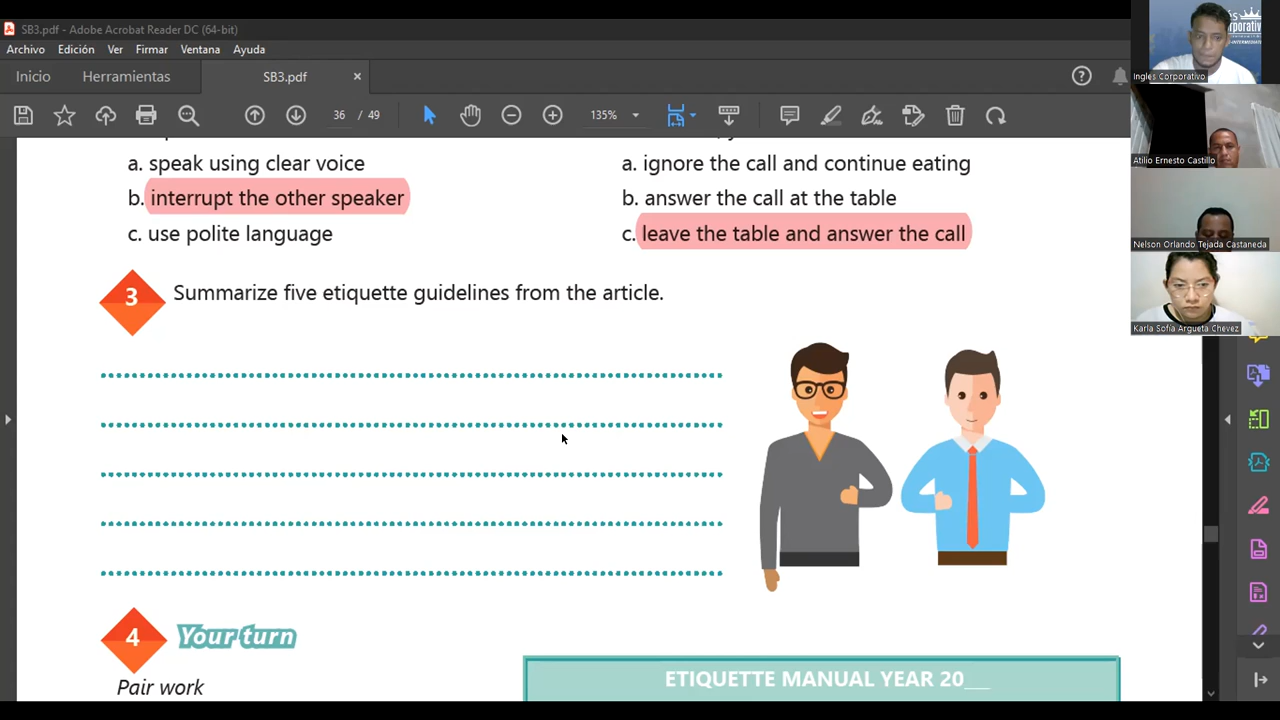 SB3.pdf - Adobe Acrobat Reader DC (64-bit)
Archivo Edición Ver Firmar Ventana Ayuda
Inicio Herramientas SB3.pdf ×
36 / 49 135%
a. speak using clear voice
b. interrupt the other speaker
c. use polite language
a. ignore the call and continue eating
b. answer the call at the table
c. leave the table and answer the call
3 Summarize five etiquette guidelines from the article.
4 Your turn
Pair work
ETIQUETTE MANUAL YEAR 20___
Ingles Corporativo
Atilio Ernesto Castillo
Nelson Orlando Tejada Castaneda
Karla Sofía Argueta Chevez